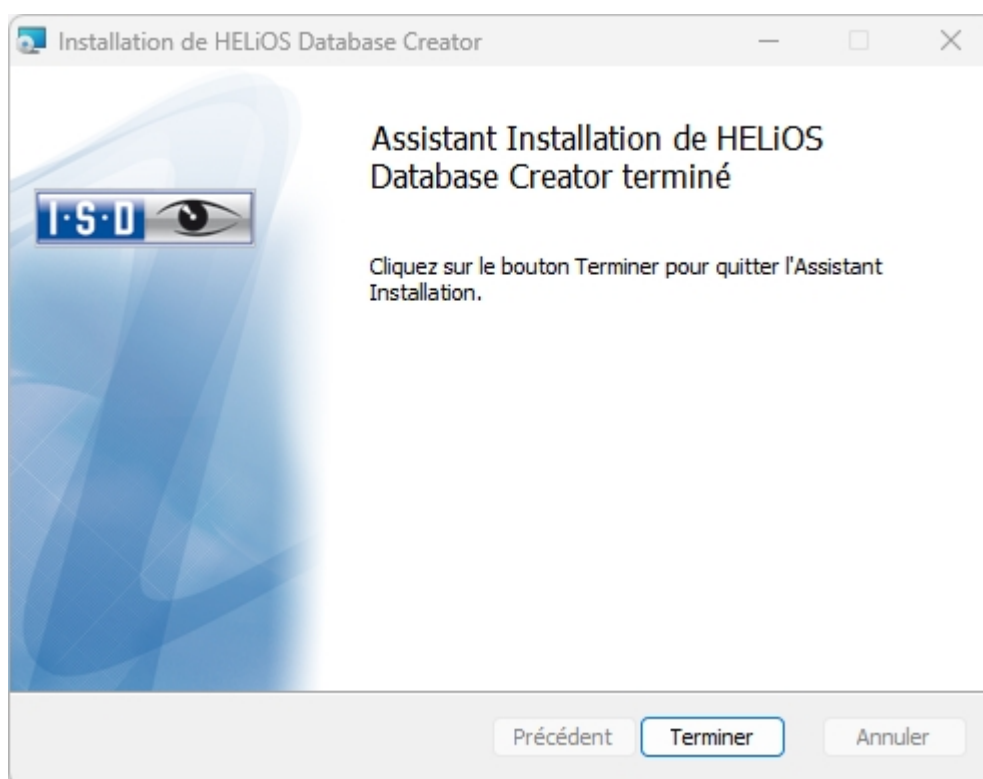 Installation de HELiOS Database Creator
Assistant Installation de HELiOS
Database Creator terminé
I·S·D
Cliquez sur le bouton Terminer pour quitter l'Assistant
Installation.
Précédent
Terminer
Annuler